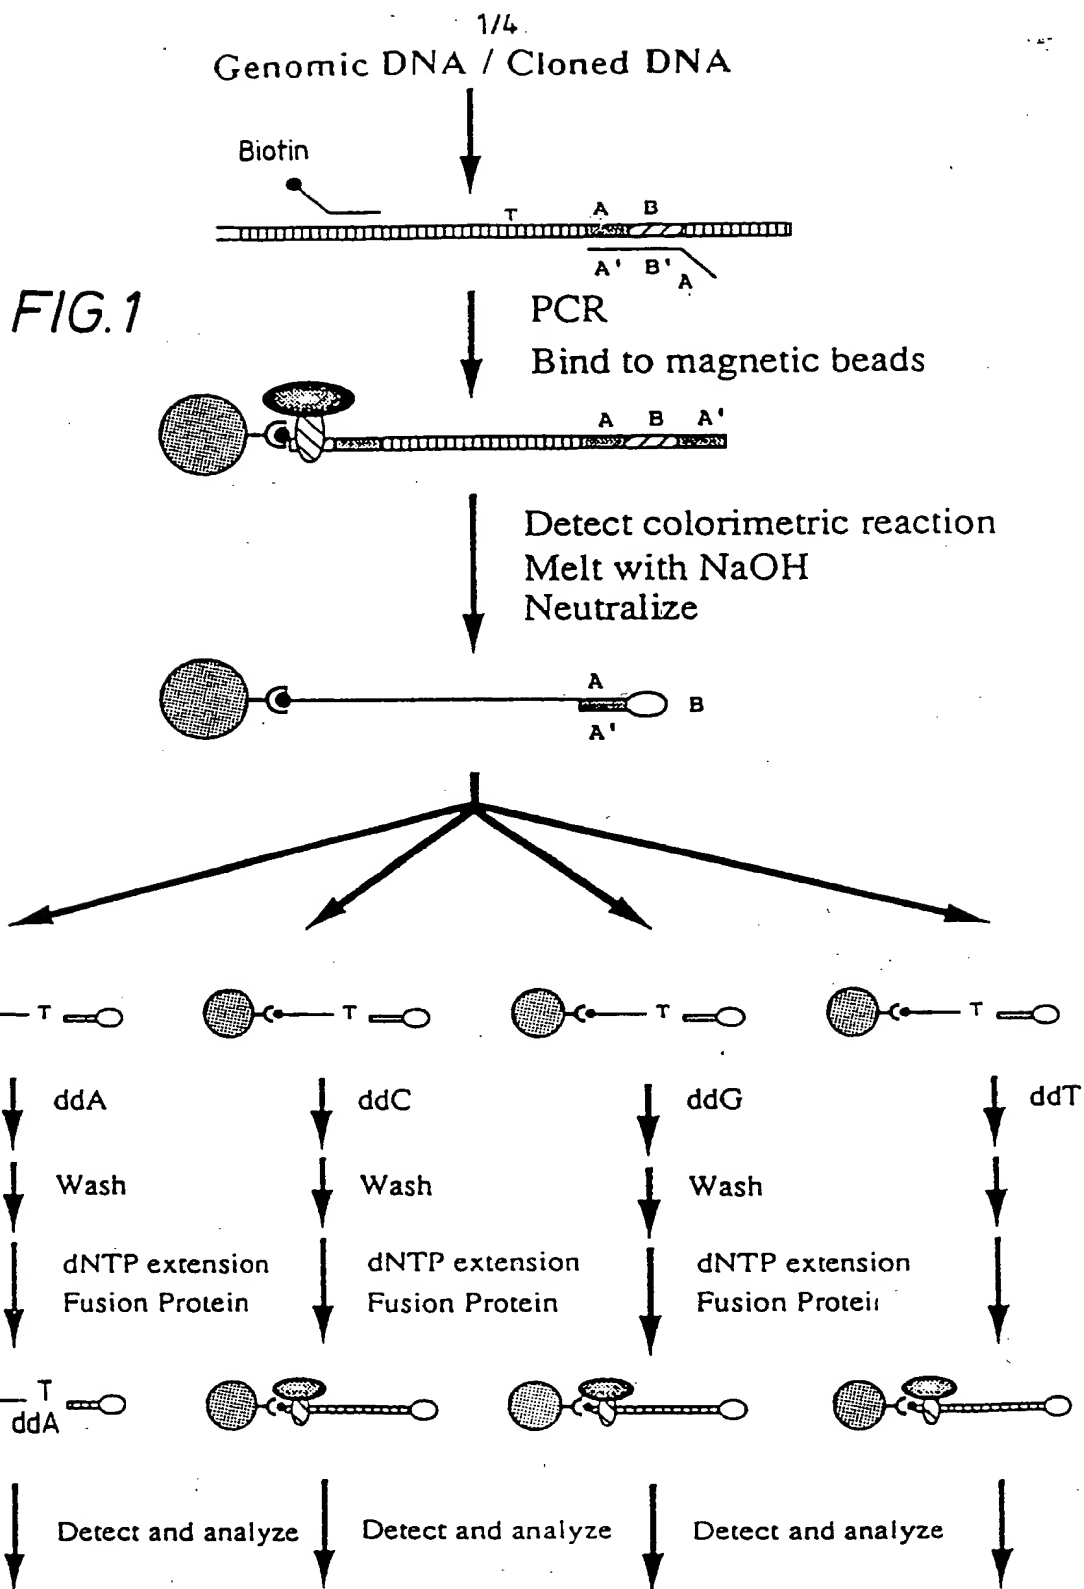 1/4
Genomic DNA / Cloned DNA
Biotin
T A B
A' B' A
FIG.1
PCR
Bind to magnetic beads
A B A'
Detect colorimetric reaction
Melt with NaOH
Neutralize
A
B
A'
T T T T
ddA ddC ddG ddT
Wash Wash Wash
dNTP extension dNTP extension dNTP extension
Fusion Protein Fusion Protein Fusion Protein
T
ddA
Detect and analyze Detect and analyze Detect and analyze